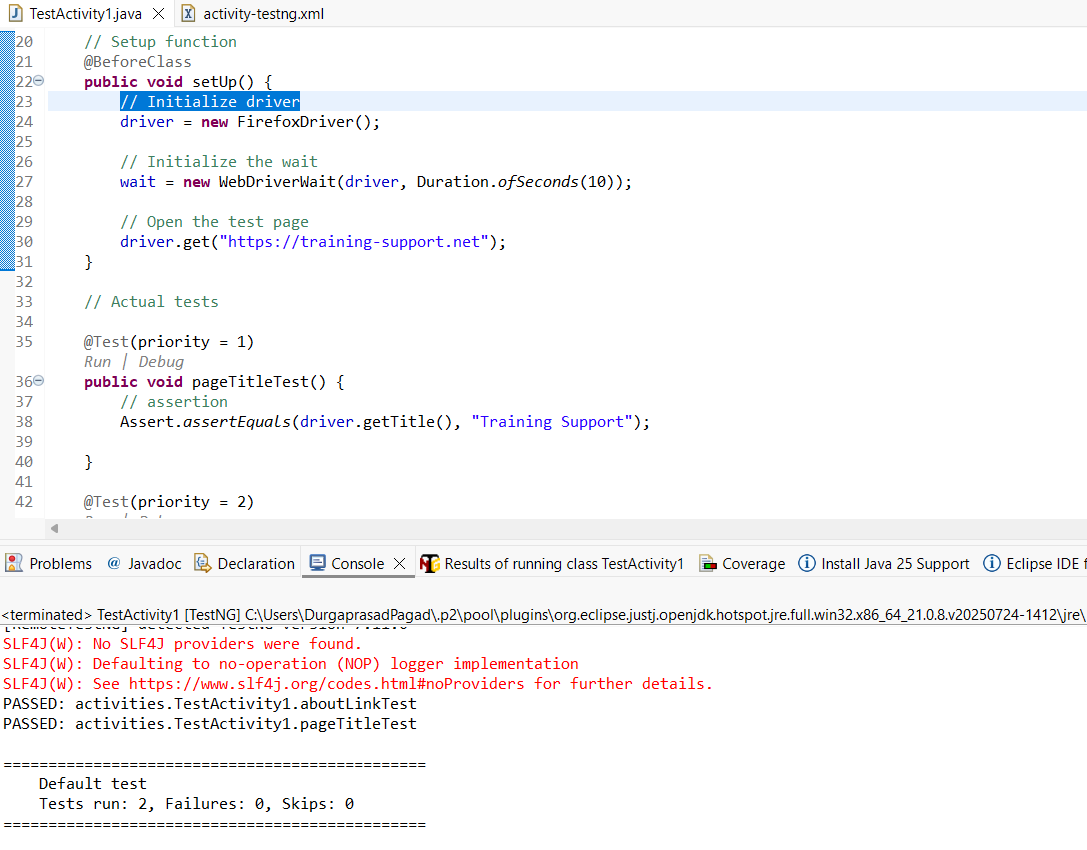 TestActivity1.java activity-testng.xml
20 // Setup function
21 @BeforeClass
22 public void setUp() {
23 // Initialize driver
24 driver = new FirefoxDriver();
25
26 // Initialize the wait
27 wait = new WebDriverWait(driver, Duration.ofSeconds(10));
28
29 // Open the test page
30 driver.get("https://training-support.net");
31 }
32
33 // Actual tests
34
35 @Test(priority = 1)
Run | Debug
36 public void pageTitleTest() {
37 // assertion
38 Assert.assertEquals(driver.getTitle(), "Training Support");
39
40 }
41
42 @Test(priority = 2)
Problems @ Javadoc Declaration Console Results of running class TestActivity1 Coverage Install Java 25 Support Eclipse IDE f
<terminated> TestActivity1 [TestNG] C:\Users\DurgaprasadPagad\.p2\pool\plugins\org.eclipse.justj.openjdk.hotspot.jre.full.win32.x86_64_21.0.8.v20250724-1412\jre\
SLF4J(W): No SLF4J providers were found.
SLF4J(W): Defaulting to no-operation (NOP) logger implementation
SLF4J(W): See https://www.slf4j.org/codes.html#noProviders for further details.
PASSED: activities.TestActivity1.aboutLinkTest
PASSED: activities.TestActivity1.pageTitleTest
===============================================
Default test
Tests run: 2, Failures: 0, Skips: 0
===============================================